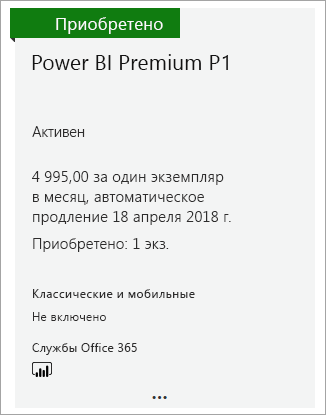 Приобретено
Power BI Premium P1
Активен
4 995,00 за один экземпляр
в месяц, автоматическое
продление 18 апреля 2018 г.
Приобретено: 1 экз.
Классические и мобильные
Не включено
Службы Office 365